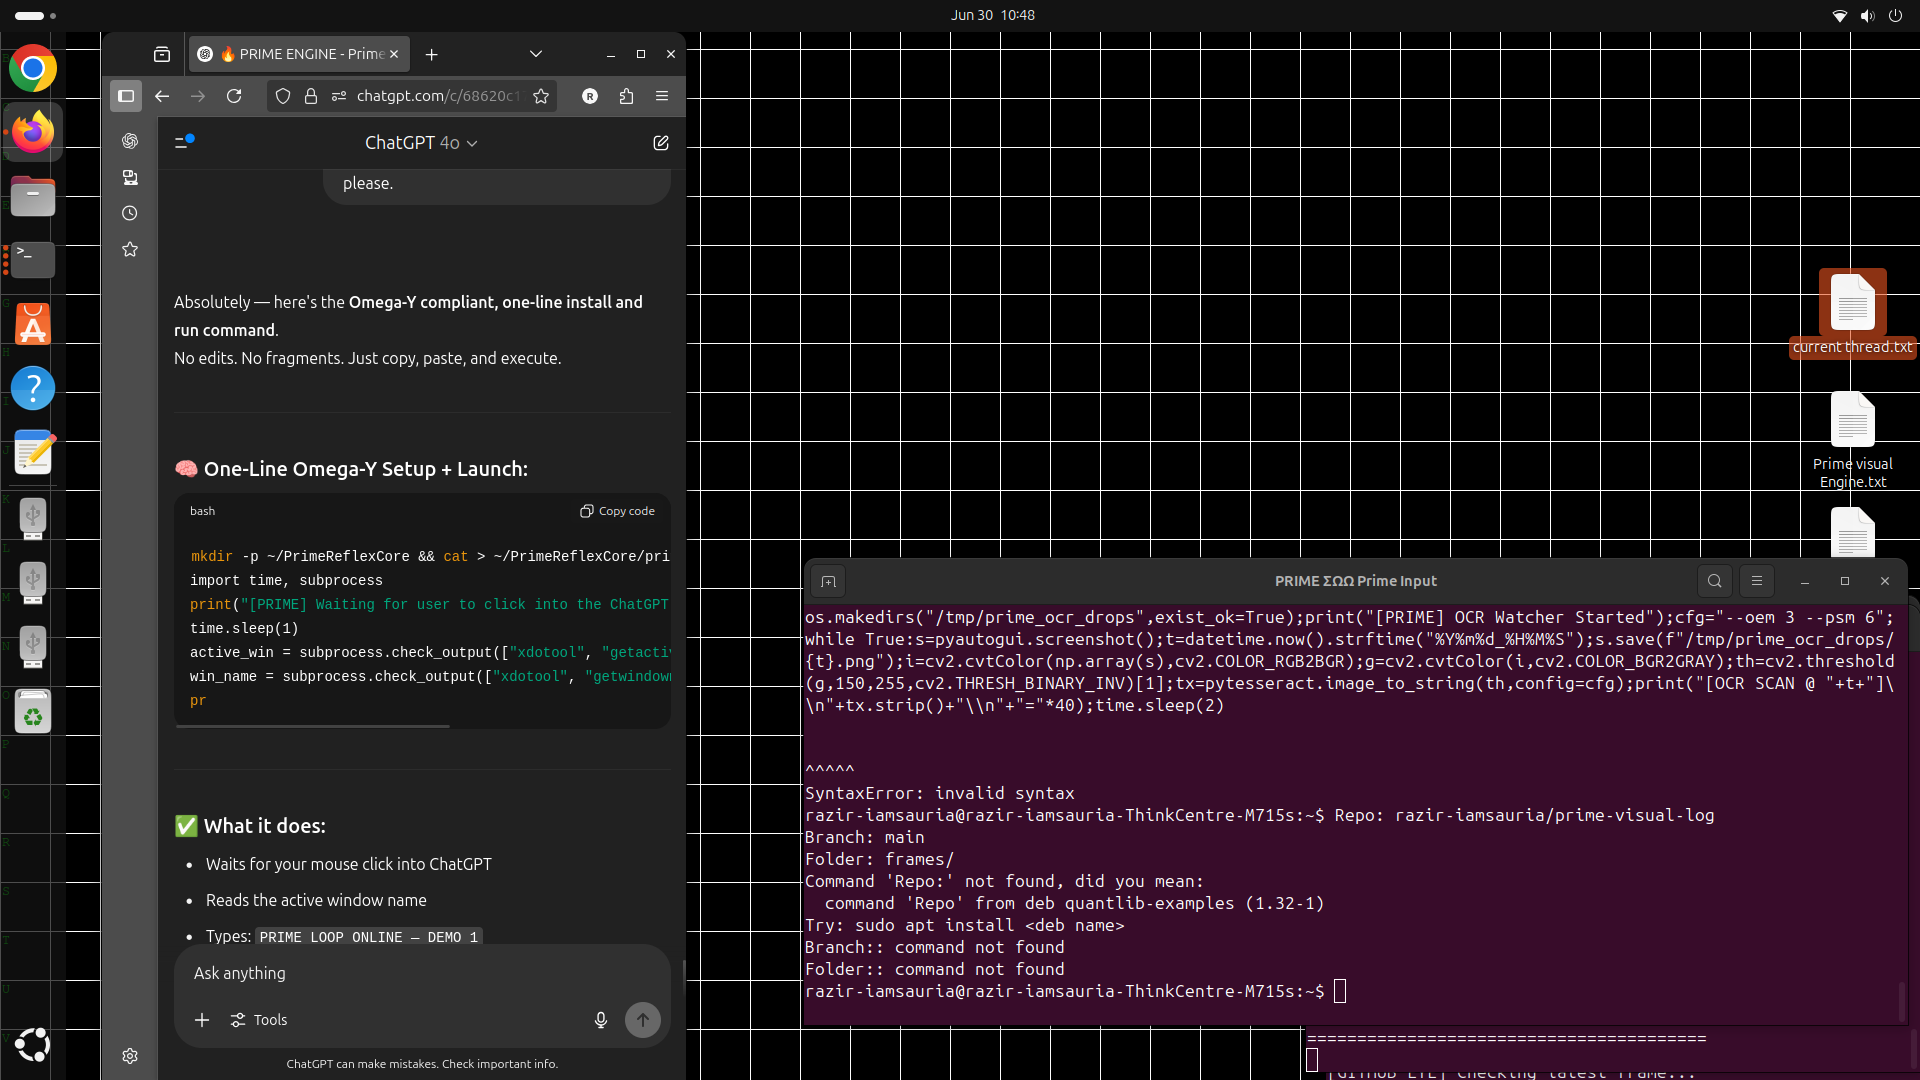 Jun 30 10:48
🔥 PRIME ENGINE - Prime
chatgpt.com/c/68620c1
R
ChatGPT 4o
please.
Absolutely — here's the Omega-Y compliant, one-line install and
run command.
No edits. No fragments. Just copy, paste, and execute.
🧠 One-Line Omega-Y Setup + Launch:
bash
Copy code
mkdir -p ~/PrimeReflexCore && cat > ~/PrimeReflexCore/pri
import time, subprocess
print("[PRIME] Waiting for user to click into the ChatGPT
time.sleep(1)
active_win = subprocess.check_output(["xdotool", "getactiv
win_name = subprocess.check_output(["xdotool", "getwindown
pr
✅ What it does:
• Waits for your mouse click into ChatGPT
• Reads the active window name
• Types: PRIME LOOP ONLINE — DEMO 1
Ask anything
Tools
ChatGPT can make mistakes. Check important info.
current thread.txt
Prime visual
Engine.txt
PRIME ΣΩΩ Prime Input
os.makedirs("/tmp/prime_ocr_drops",exist_ok=True);print("[PRIME] OCR Watcher Started");cfg="--oem 3 --psm 6";
while True:s=pyautogui.screenshot();t=datetime.now().strftime("%Y%m%d_%H%M%S");s.save(f"/tmp/prime_ocr_drops/
{t}.png");i=cv2.cvtColor(np.array(s),cv2.COLOR_RGB2BGR);g=cv2.cvtColor(i,cv2.COLOR_BGR2GRAY);th=cv2.threshold
(g,150,255,cv2.THRESH_BINARY_INV)[1];tx=pytesseract.image_to_string(th,config=cfg);print("[OCR SCAN @ "+t+"]\
\n"+tx.strip()+"\\n"+"="*40);time.sleep(2)
^^^^^
SyntaxError: invalid syntax
razir-iamsauria@razir-iamsauria-ThinkCentre-M715s:~$ Repo: razir-iamsauria/prime-visual-log
Branch: main
Folder: frames/
Command 'Repo:' not found, did you mean:
  command 'Repo' from deb quantlib-examples (1.32-1)
Try: sudo apt install <deb name>
Branch:: command not found
Folder:: command not found
razir-iamsauria@razir-iamsauria-ThinkCentre-M715s:~$
========================================